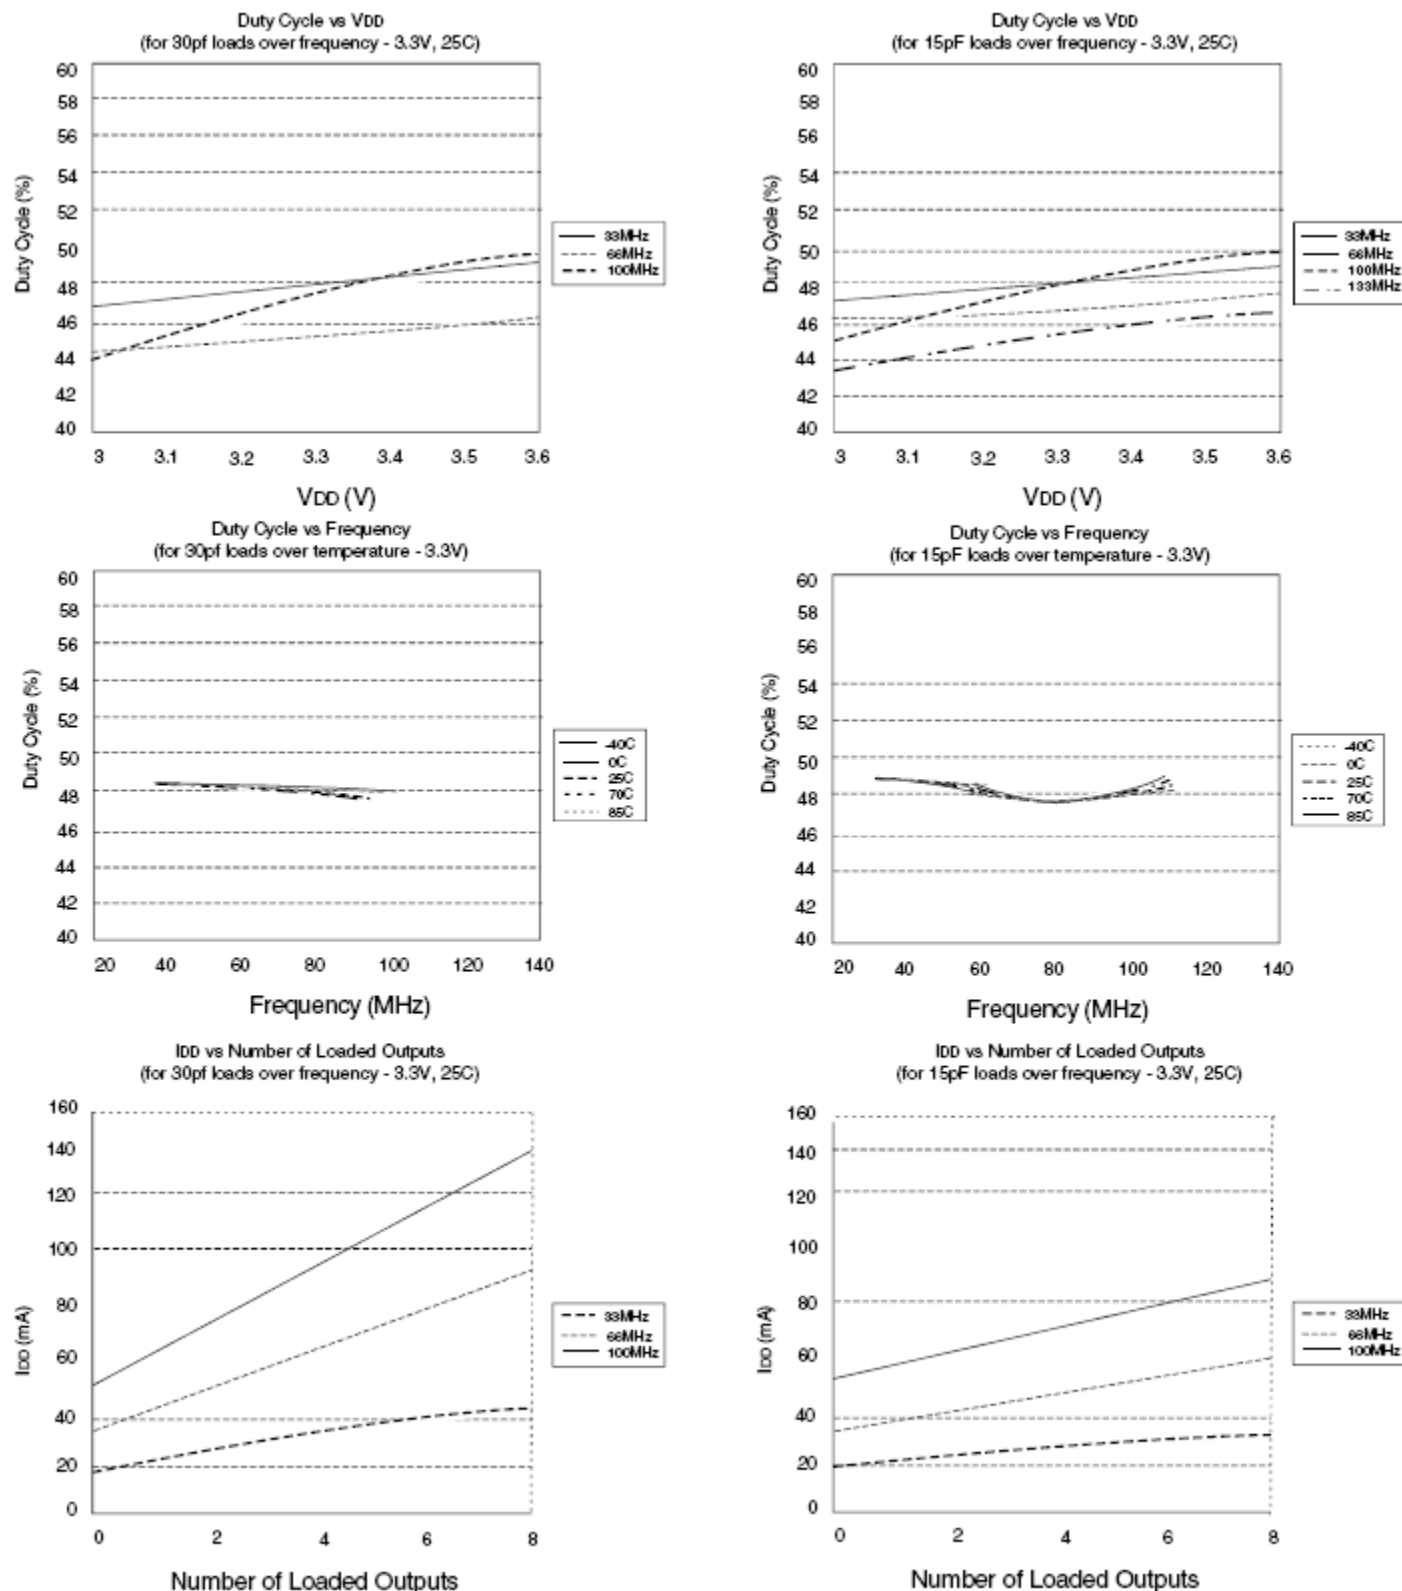 Duty Cycle vs VDD
(for 30pf loads over frequency - 3.3V, 25C)
60
58
56
54
52
50
48
46
44
42
40
Duty Cycle (%)
3 3.1 3.2 3.3 3.4 3.5 3.6
VDD (V)
33MHz
66MHz
100MHz
Duty Cycle vs VDD
(for 15pF loads over frequency - 3.3V, 25C)
60
58
56
54
52
50
48
46
44
42
40
Duty Cycle (%)
3 3.1 3.2 3.3 3.4 3.5 3.6
VDD (V)
33MHz
66MHz
100MHz
133MHz
Duty Cycle vs Frequency
(for 30pf loads over temperature - 3.3V)
60
58
56
54
52
50
48
46
44
42
40
Duty Cycle (%)
20 40 60 80 100 120 140
Frequency (MHz)
-40C
0C
25C
70C
85C
Duty Cycle vs Frequency
(for 15pF loads over temperature - 3.3V)
60
58
56
54
52
50
48
46
44
42
40
Duty Cycle (%)
20 40 60 80 100 120 140
Frequency (MHz)
-40C
0C
25C
70C
85C
IDD vs Number of Loaded Outputs
(for 30pf loads over frequency - 3.3V, 25C)
160
140
120
100
80
60
40
20
0
IDD (mA)
0 2 4 6 8
Number of Loaded Outputs
33MHz
66MHz
100MHz
IDD vs Number of Loaded Outputs
(for 15pF loads over frequency - 3.3V, 25C)
160
140
120
100
80
60
40
20
0
IDD (mA)
0 2 4 6 8
Number of Loaded Outputs
33MHz
66MHz
100MHz